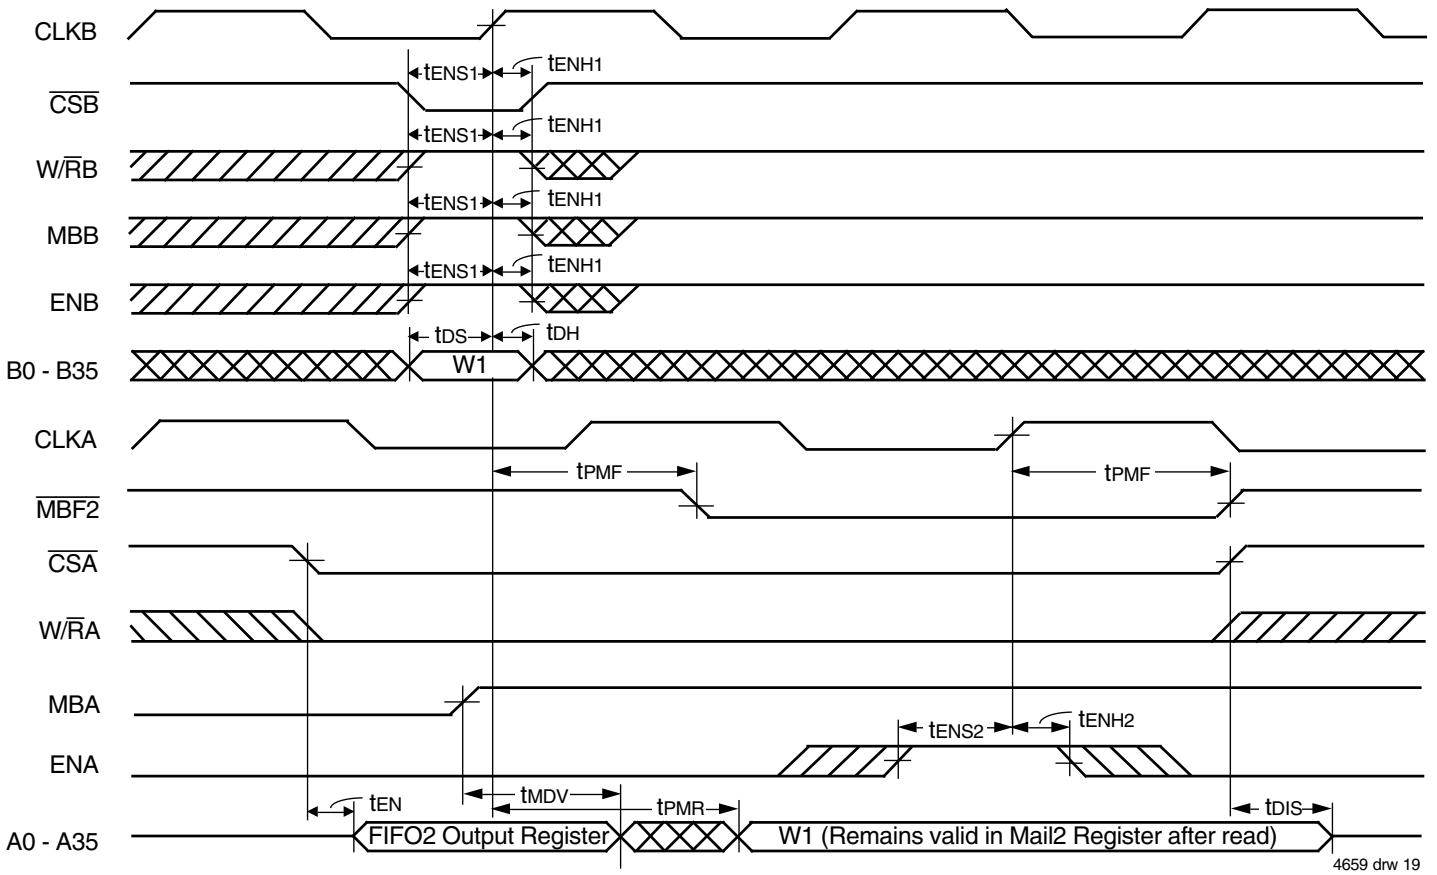 CLKB
tENS1 tENH1
CSB
tENS1 tENH1
W/RB
tENS1 tENH1
MBB
tENS1 tENH1
ENB
tDS tDH
B0 - B35 W1
CLKA
tPMF tPMF
MBF2
CSA
W/RA
MBA
tENS2 tENH2
ENA
tEN tMDV tPMR tDIS
A0 - A35 FIFO2 Output Register W1 (Remains valid in Mail2 Register after read)
4659 drw 19